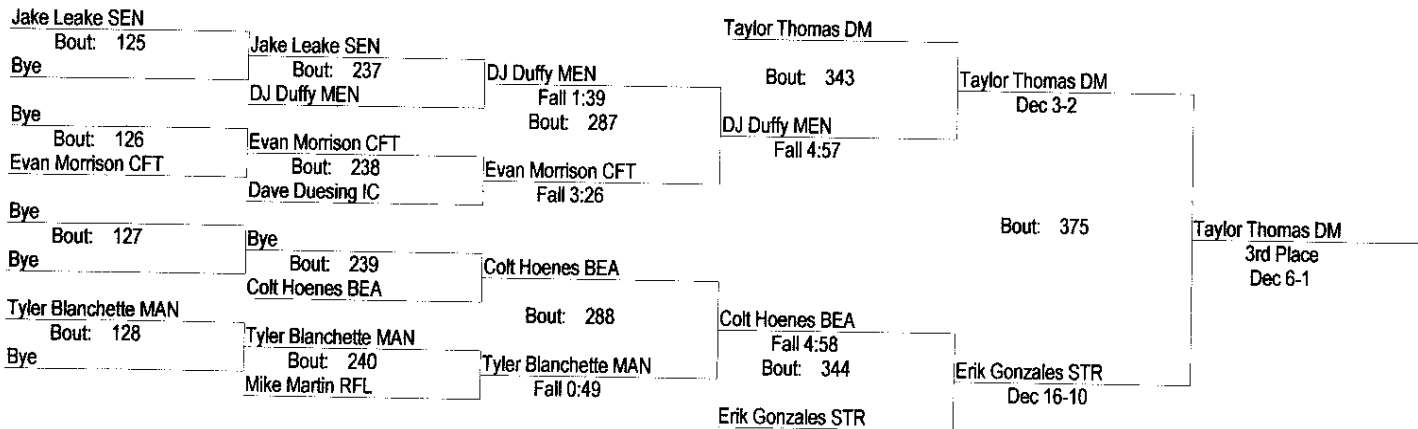 Jake Leake SEN
Bout: 125
Bye
Bye
Bout: 126
Evan Morrison CFT
Bye
Bout: 127
Bye
Tyler Blanchette MAN
Bout: 128
Bye
Jake Leake SEN
Bout: 237
DJ Duffy MEN
Evan Morrison CFT
Bout: 238
Dave Duesing IC
Bye
Bout: 239
Colt Hoenes BEA
Tyler Blanchette MAN
Bout: 240
Mike Martin RFL
DJ Duffy MEN
Fall 1:39
Bout: 287
Evan Morrison CFT
Fall 3:26
Colt Hoenes BEA
Bout: 288
Tyler Blanchette MAN
Fall 0:49
Taylor Thomas DM
Bout: 343
DJ Duffy MEN
Fall 4:57
Colt Hoenes BEA
Fall 4:58
Bout: 344
Erik Gonzales STR
Taylor Thomas DM
Dec 3-2
Bout: 375
Erik Gonzales STR
Dec 16-10
Taylor Thomas DM
3rd Place
Dec 6-1